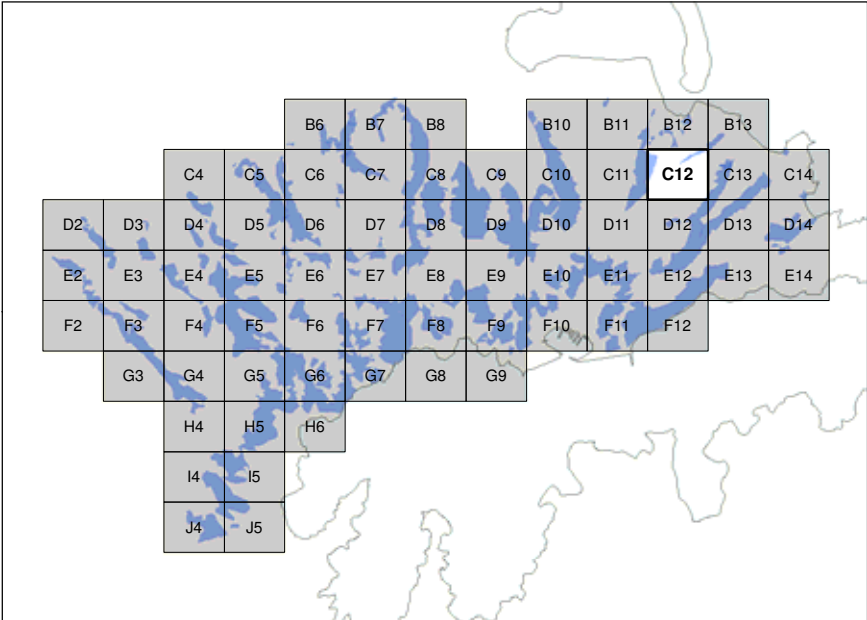 B6 B7 B8 B10 B11 B12 B13
C4 C5 C6 C7 C8 C9 C10 C11 C12 C13 C14
D2 D3 D4 D5 D6 D7 D8 D9 D10 D11 D12 D13 D14
E2 E3 E4 E5 E6 E7 E8 E9 E10 E11 E12 E13 E14
F2 F3 F4 F5 F6 F7 F8 F9 F10 F11 F12
G3 G4 G5 G6 G7 G8 G9
H4 H5 H6
I4 I5
J4 J5